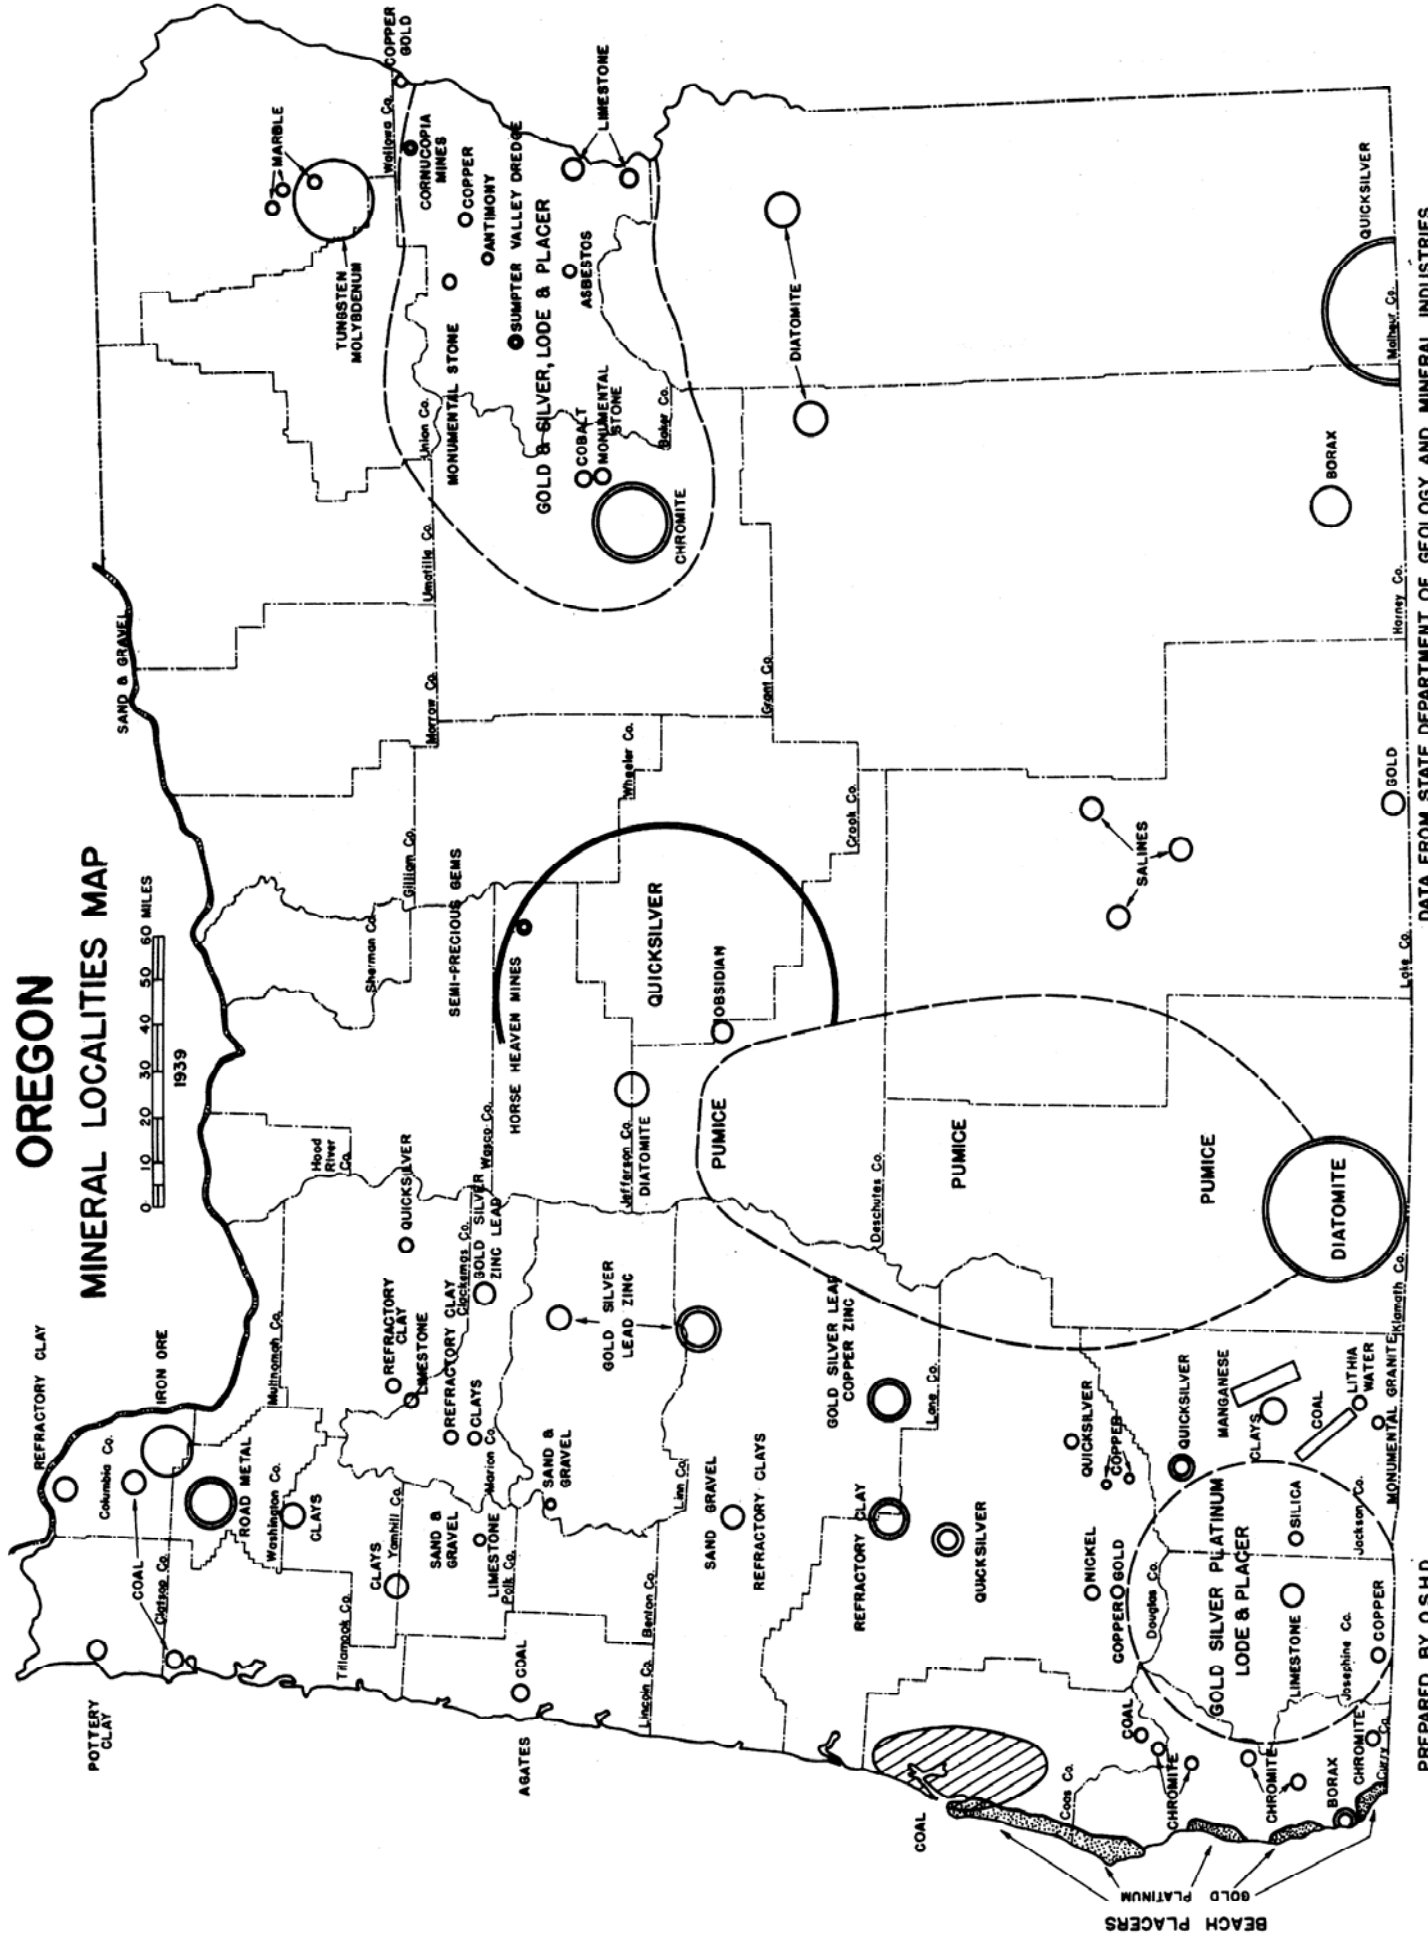 OREGON
MINERAL LOCALITIES MAP
0 10 20 30 40 50 60 MILES
1939
REFRACTORY CLAY
IRON ORE
SAND & GRAVEL
POTTERY
CLAY
COAL
Columbia Co.
Clatsop Co.
ROAD METAL
Washington Co.
CLAYS
Multnomah Co.
Hood
River
Co.
Sherman Co.
Gilliam Co.
Morrow Co.
Umatilla Co.
Union Co.
Wallowa Co.
MARBLE
TUNGSTEN
MOLYBDENUM
COPPER
GOLD
CORNUCOPIA
MINES
COPPER
ANTIMONY
SUMPTER VALLEY DREDGE
MONUMENTAL STONE
GOLD & SILVER, LODE & PLACER
LIMESTONE
ASBESTOS
COBALT
MONUMENTAL
STONE
Baker Co.
CHROMITE
Tillamook Co.
CLAYS
Yamhill Co.
SAND &
GRAVEL
LIMESTONE
Polk Co.
REFRACTORY
CLAY
LIMESTONE
REFRACTORY CLAY
CLAYS
Marion Co.
QUICKSILVER
Clackamas Co.
GOLD SILVER
ZINC LEAD
Wasco Co.
SEMI-PRECIOUS GEMS
HORSE HEAVEN MINES
Wheeler Co.
QUICKSILVER
AGATES
COAL
Lincoln Co.
Benton Co.
SAND &
GRAVEL
Linn Co.
GOLD SILVER
LEAD ZINC
Jefferson Co.
DIATOMITE
OBSIDIAN
PUMICE
Grant Co.
Crook Co.
DIATOMITE
SAND GRAVEL
REFRACTORY CLAYS
GOLD SILVER LEAD
COPPER ZINC
REFRACTORY CLAY
Lane Co.
Deschutes Co.
QUICKSILVER
PUMICE
COAL
Coos Co.
NICKEL
COPPER
GOLD
Douglas Co.
QUICKSILVER
COPPER
QUICKSILVER
MANGANESE
PUMICE
SALINES
COAL
CHROMITE
GOLD SILVER PLATINUM
LODE & PLACER
CLAYS
SILICA
COAL
LITHIA
WATER
MONUMENTAL GRANITE
DIATOMITE
Klamath Co.
CHROMITE
LIMESTONE
Josephine Co.
COPPER
Jackson Co.
BORAX
CHROMITE
Curry Co.
GOLD
Lake Co.
BORAX
Harney Co.
QUICKSILVER
Malheur Co.
BEACH PLACERS
GOLD
PLATINUM
PREPARED BY O.S.H.D.
DATA FROM STATE DEPARTMENT OF GEOLOGY AND MINERAL INDUSTRIES